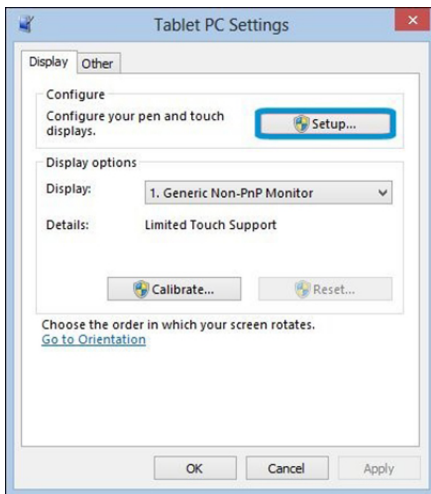 Tablet PC Settings
Display
Other
Configure
Configure your pen and touch
displays.
Setup...
Display options
Display:
1. Generic Non-PnP Monitor
Details:
Limited Touch Support
Calibrate...
Reset...
Choose the order in which your screen rotates.
Go to Orientation
OK
Cancel
Apply